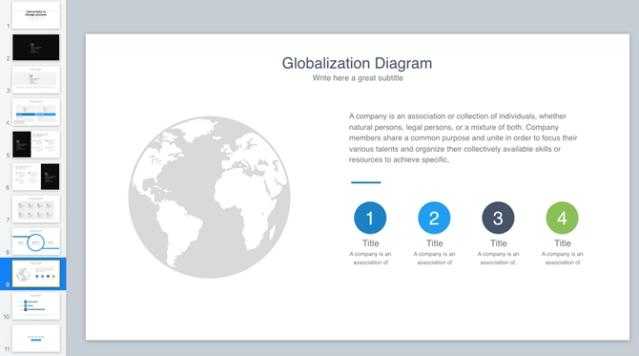 Globalization Diagram
Write here a great subtitle
A company is an association or collection of individuals, whether
natural persons, legal persons, or a mixture of both. Company
members share a common purpose and unite in order to focus their
various talents and organize their collectively available skills or
resources to achieve specific,
1 2 3 4
Title Title Title Title
A company is an A company is an A company is an A company is an
association of association of, association of, association of
1
2
3
4
5
6
7
8
9
10
11